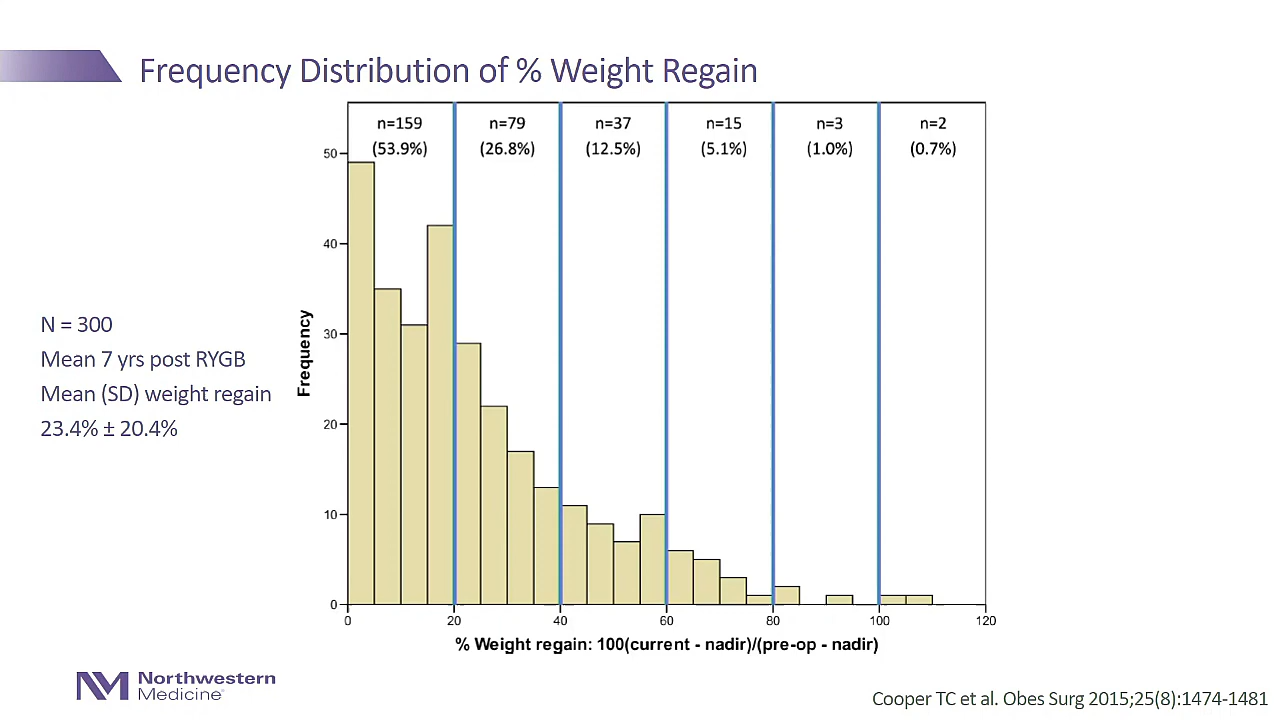 Frequency Distribution of % Weight Regain
n=159
(53.9%)
n=79
(26.8%)
n=37
(12.5%)
n=15
(5.1%)
n=3
(1.0%)
n=2
(0.7%)
50
40
30
20
10
0
Frequency
0 20 40 60 80 100 120
% Weight regain: 100(current - nadir)/(pre-op - nadir)
N = 300
Mean 7 yrs post RYGB
Mean (SD) weight regain
23.4% ± 20.4%
NM Northwestern
Medicine®
Cooper TC et al. Obes Surg 2015;25(8):1474-1481